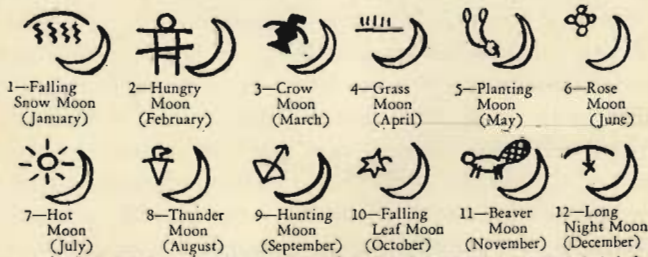 1—Falling
Snow Moon
(January)
2—Hungry
Moon
(February)
3—Crow
Moon
(March)
4—Grass
Moon
(April)
5—Planting
Moon
(May)
6—Rose
Moon
(June)
7—Hot
Moon
(July)
8—Thunder
Moon
(August)
9—Hunting
Moon
(September)
10—Falling
Leaf Moon
(October)
11—Beaver
Moon
(November)
12—Long
Night Moon
(December)